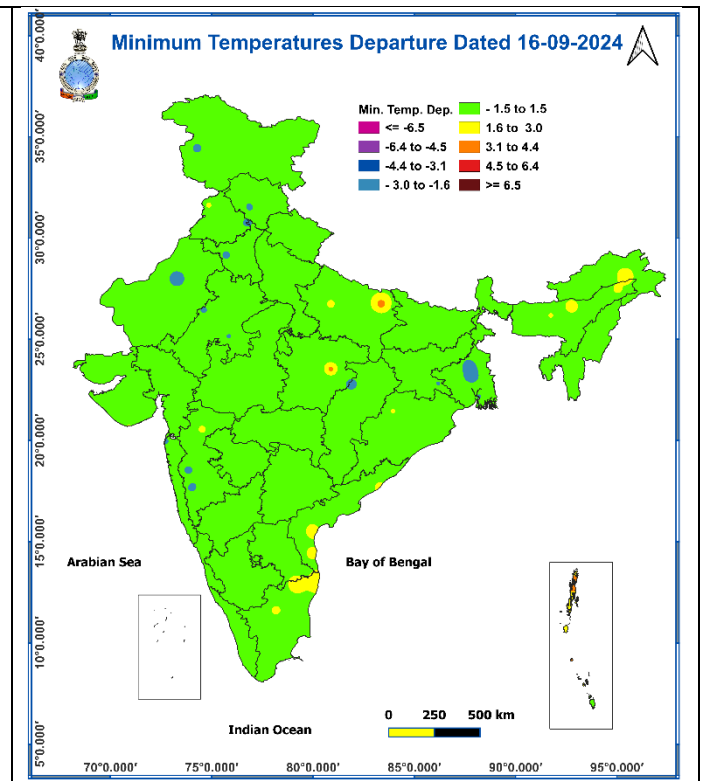 Minimum Temperatures Departure Dated 16-09-2024
Min. Temp. Dep.
<= -6.5
-6.4 to -4.5
-4.4 to -3.1
- 3.0 to -1.6
- 1.5 to 1.5
1.6 to 3.0
3.1 to 4.4
4.5 to 6.4
>= 6.5
40°0.000'
35°0.000'
30°0.000'
25°0.000'
20°0.000'
15°0.000'
10°0.000'
5°0.000'
Arabian Sea
Bay of Bengal
Indian Ocean
0 250 500 km
70°0.000' 75°0.000' 80°0.000' 85°0.000' 90°0.000' 95°0.000'